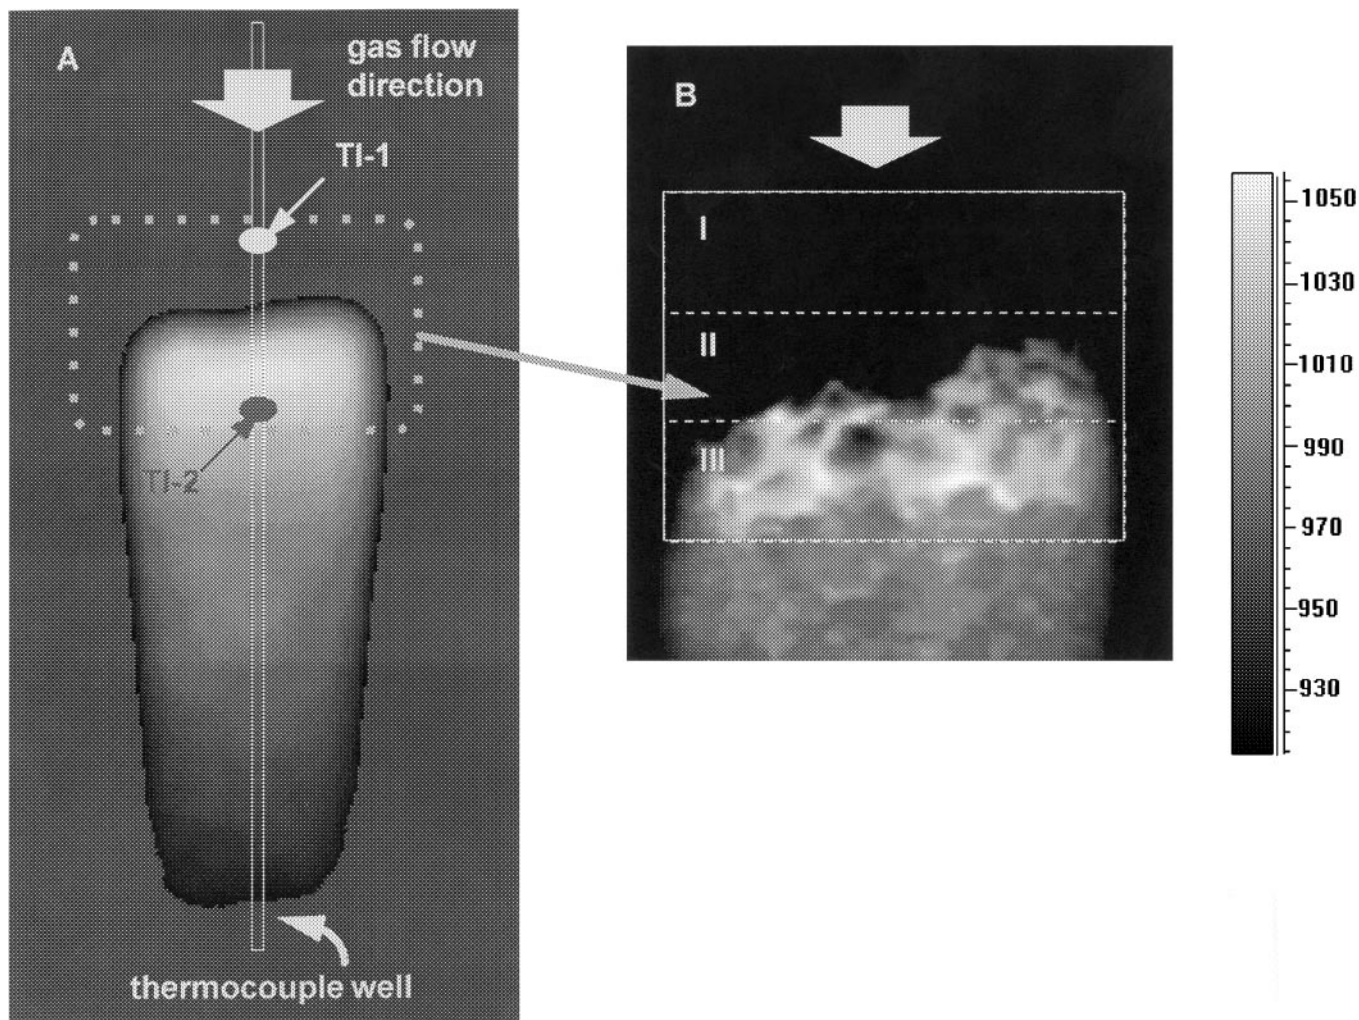 A
gas flow
direction
TI-1
TI-2
thermocouple well
B
I
II
III
1050
1030
1010
990
970
950
930